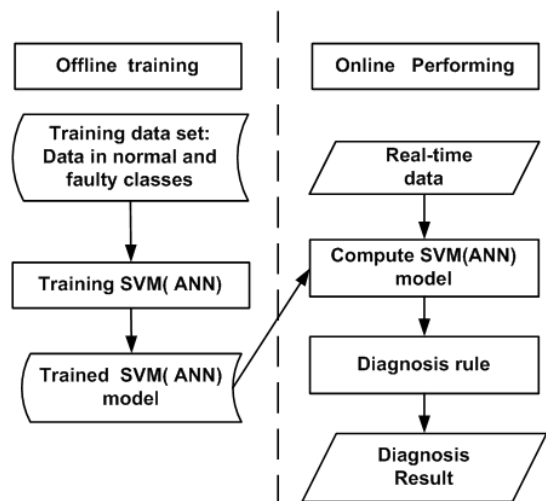 Offline training
Training data set:
Data in normal and
faulty classes
Training SVM( ANN)
Trained SVM( ANN)
model
Online Performing
Real-time
data
Compute SVM(ANN)
model
Diagnosis rule
Diagnosis
Result